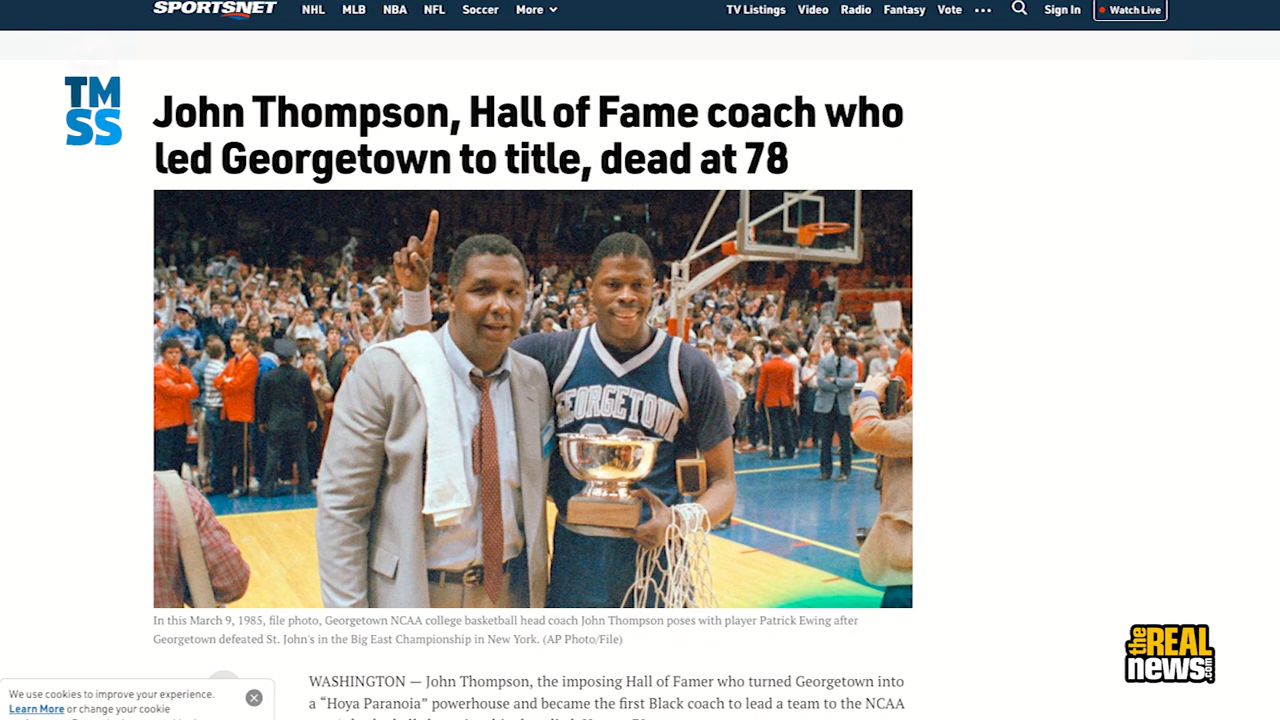 SPORTSNET NHL MLB NBA NFL Soccer More TV Listings Video Radio Fantasy Vote ••• Sign In Watch Live
TM
SS
John Thompson, Hall of Fame coach who
led Georgetown to title, dead at 78
GEORGETOWN
In this March 9, 1985, file photo, Georgetown NCAA college basketball head coach John Thompson poses with player Patrick Ewing after
Georgetown defeated St. John's in the Big East Championship in New York. (AP Photo/File)
WASHINGTON — John Thompson, the imposing Hall of Famer who turned Georgetown into
a “Hoya Paranoia” powerhouse and became the first Black coach to lead a team to the NCAA
We use cookies to improve your experience.
Learn More or change your cookie
the REAL
news.com